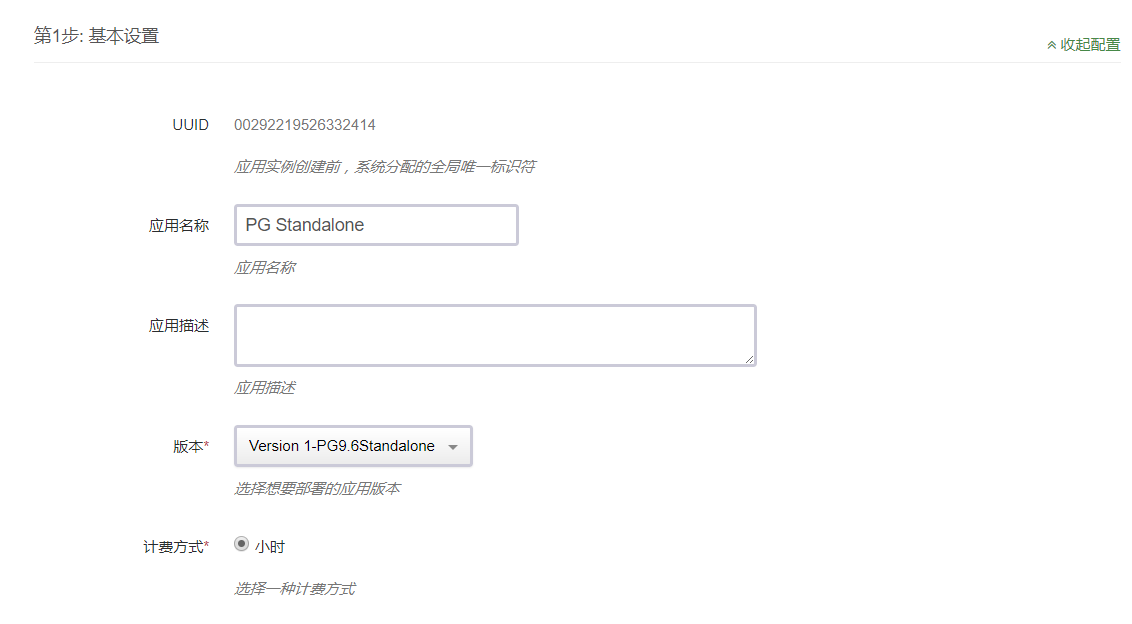 第1步: 基本设置
收起配置
UUID 00292219526332414
应用实例创建前，系统分配的全局唯一标识符
应用名称 PG Standalone
应用名称
应用描述
应用描述
版本* Version 1-PG9.6Standalone
选择想要部署的应用版本
计费方式* 小时
选择一种计费方式